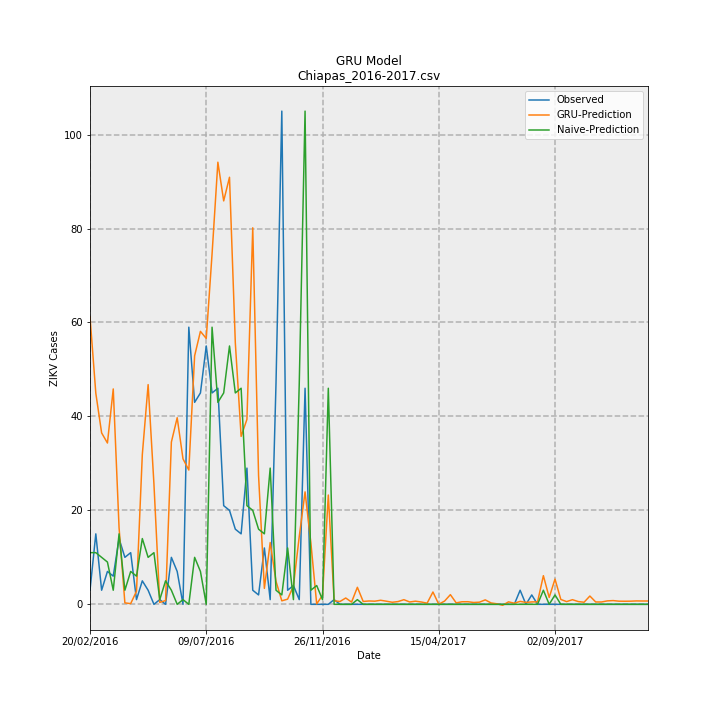 GRU Model
Chiapas_2016-2017.csv
Observed
GRU-Prediction
Naive-Prediction
100
80
60
40
20
0
ZIKV Cases
20/02/2016 09/07/2016 26/11/2016 15/04/2017 02/09/2017
Date